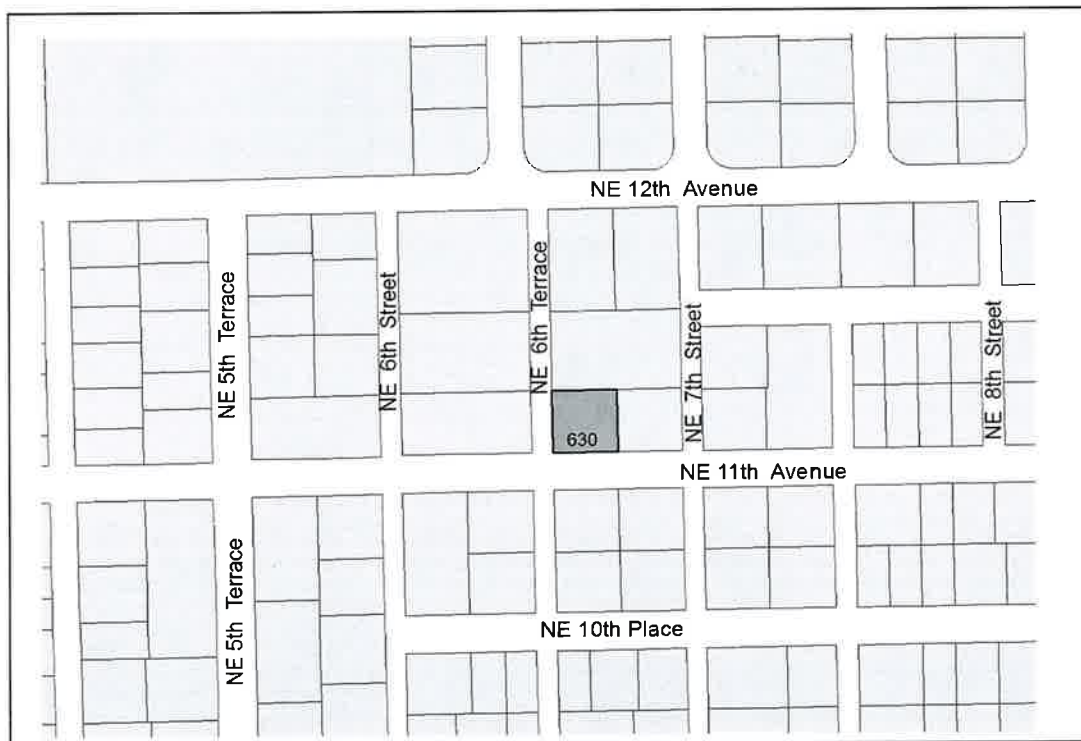 NE 12th Avenue
NE 5th Terrace
NE 6th Street
NE 6th Terrace
NE 7th Street
NE 8th Street
630
NE 11th Avenue
NE 5th Terrace
NE 10th Place